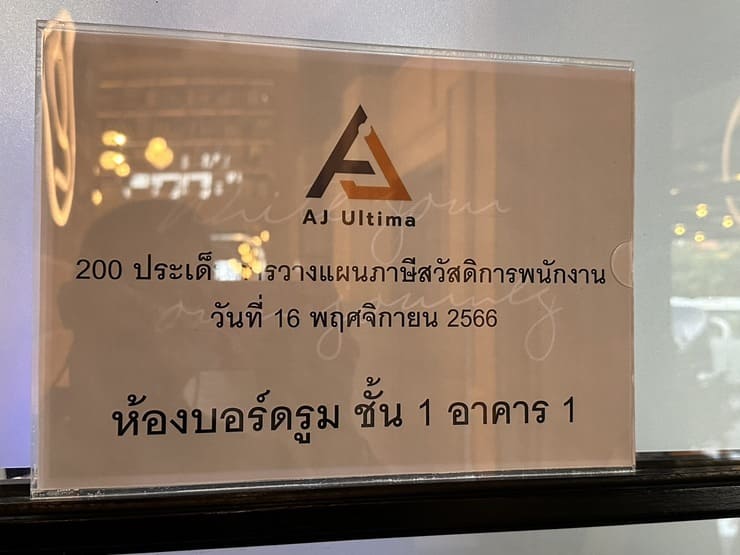 AJ Ultima
200 ประเด็นการวางแผนภาษีสวัสดิการพนักงาน
วันที่ 16 พฤศจิกายน 2566
ห้องบอร์ดรูม ชั้น 1 อาคาร 1